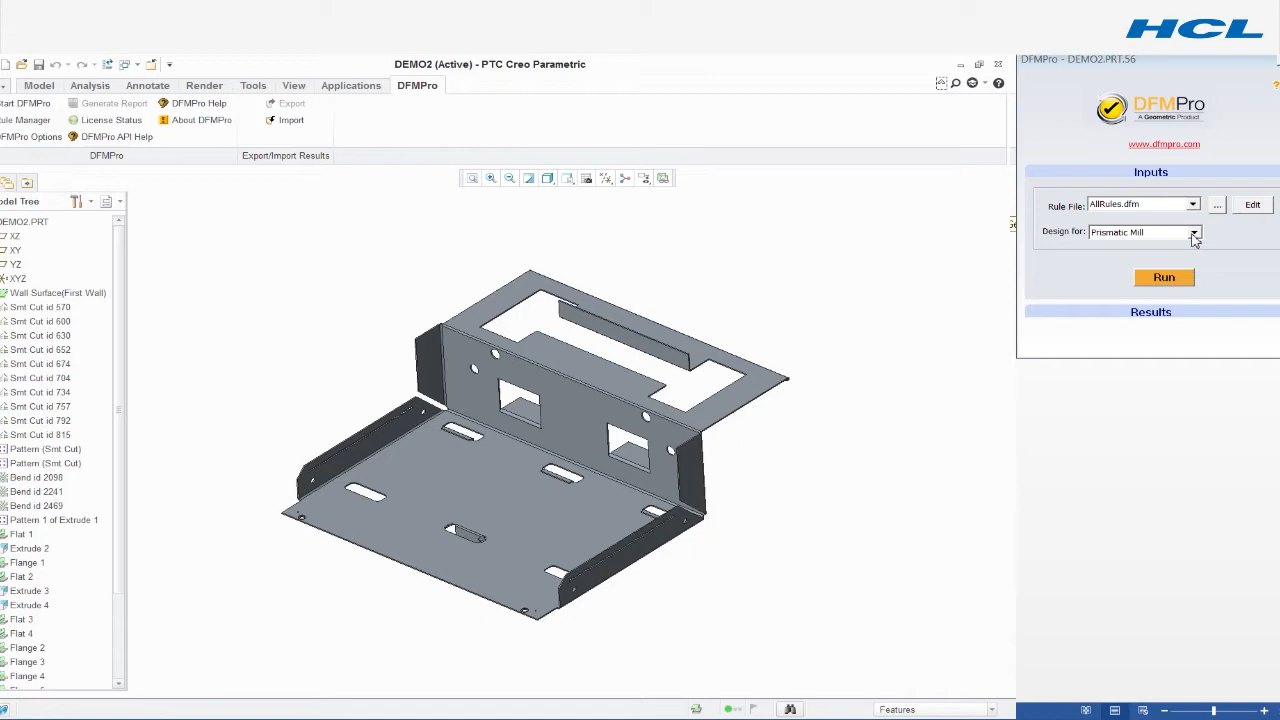 HCL
DEMO2 (Active) - PTC Creo Parametric
DFMPro - DEMO2.PRT.56
Model Analysis Annotate Render Tools View Applications DFMPro
tart DFMPro Generate Report DFMPro Help Export
ule Manager License Status About DFMPro Import
FMPro Options DFMPro API Help
DFMPro Export/Import Results
DFMPro
A Geometric Product
www.dfmpro.com
Inputs
Rule File: AllRules.dfm ... Edit
Design for: Prismatic Mill
Run
Results
odel Tree
DEMO2.PRT
XZ
XY
YZ
XYZ
Wall Surface(First Wall)
Smt Cut id 570
Smt Cut id 600
Smt Cut id 630
Smt Cut id 652
Smt Cut id 674
Smt Cut id 704
Smt Cut id 734
Smt Cut id 757
Smt Cut id 792
Smt Cut id 815
Pattern (Smt Cut)
Pattern (Smt Cut)
Bend id 2098
Bend id 2241
Bend id 2469
Pattern 1 of Extrude 1
Flat 1
Extrude 2
Flange 1
Flat 2
Extrude 3
Extrude 4
Flat 3
Flat 4
Flange 2
Flange 3
Flange 4
Features